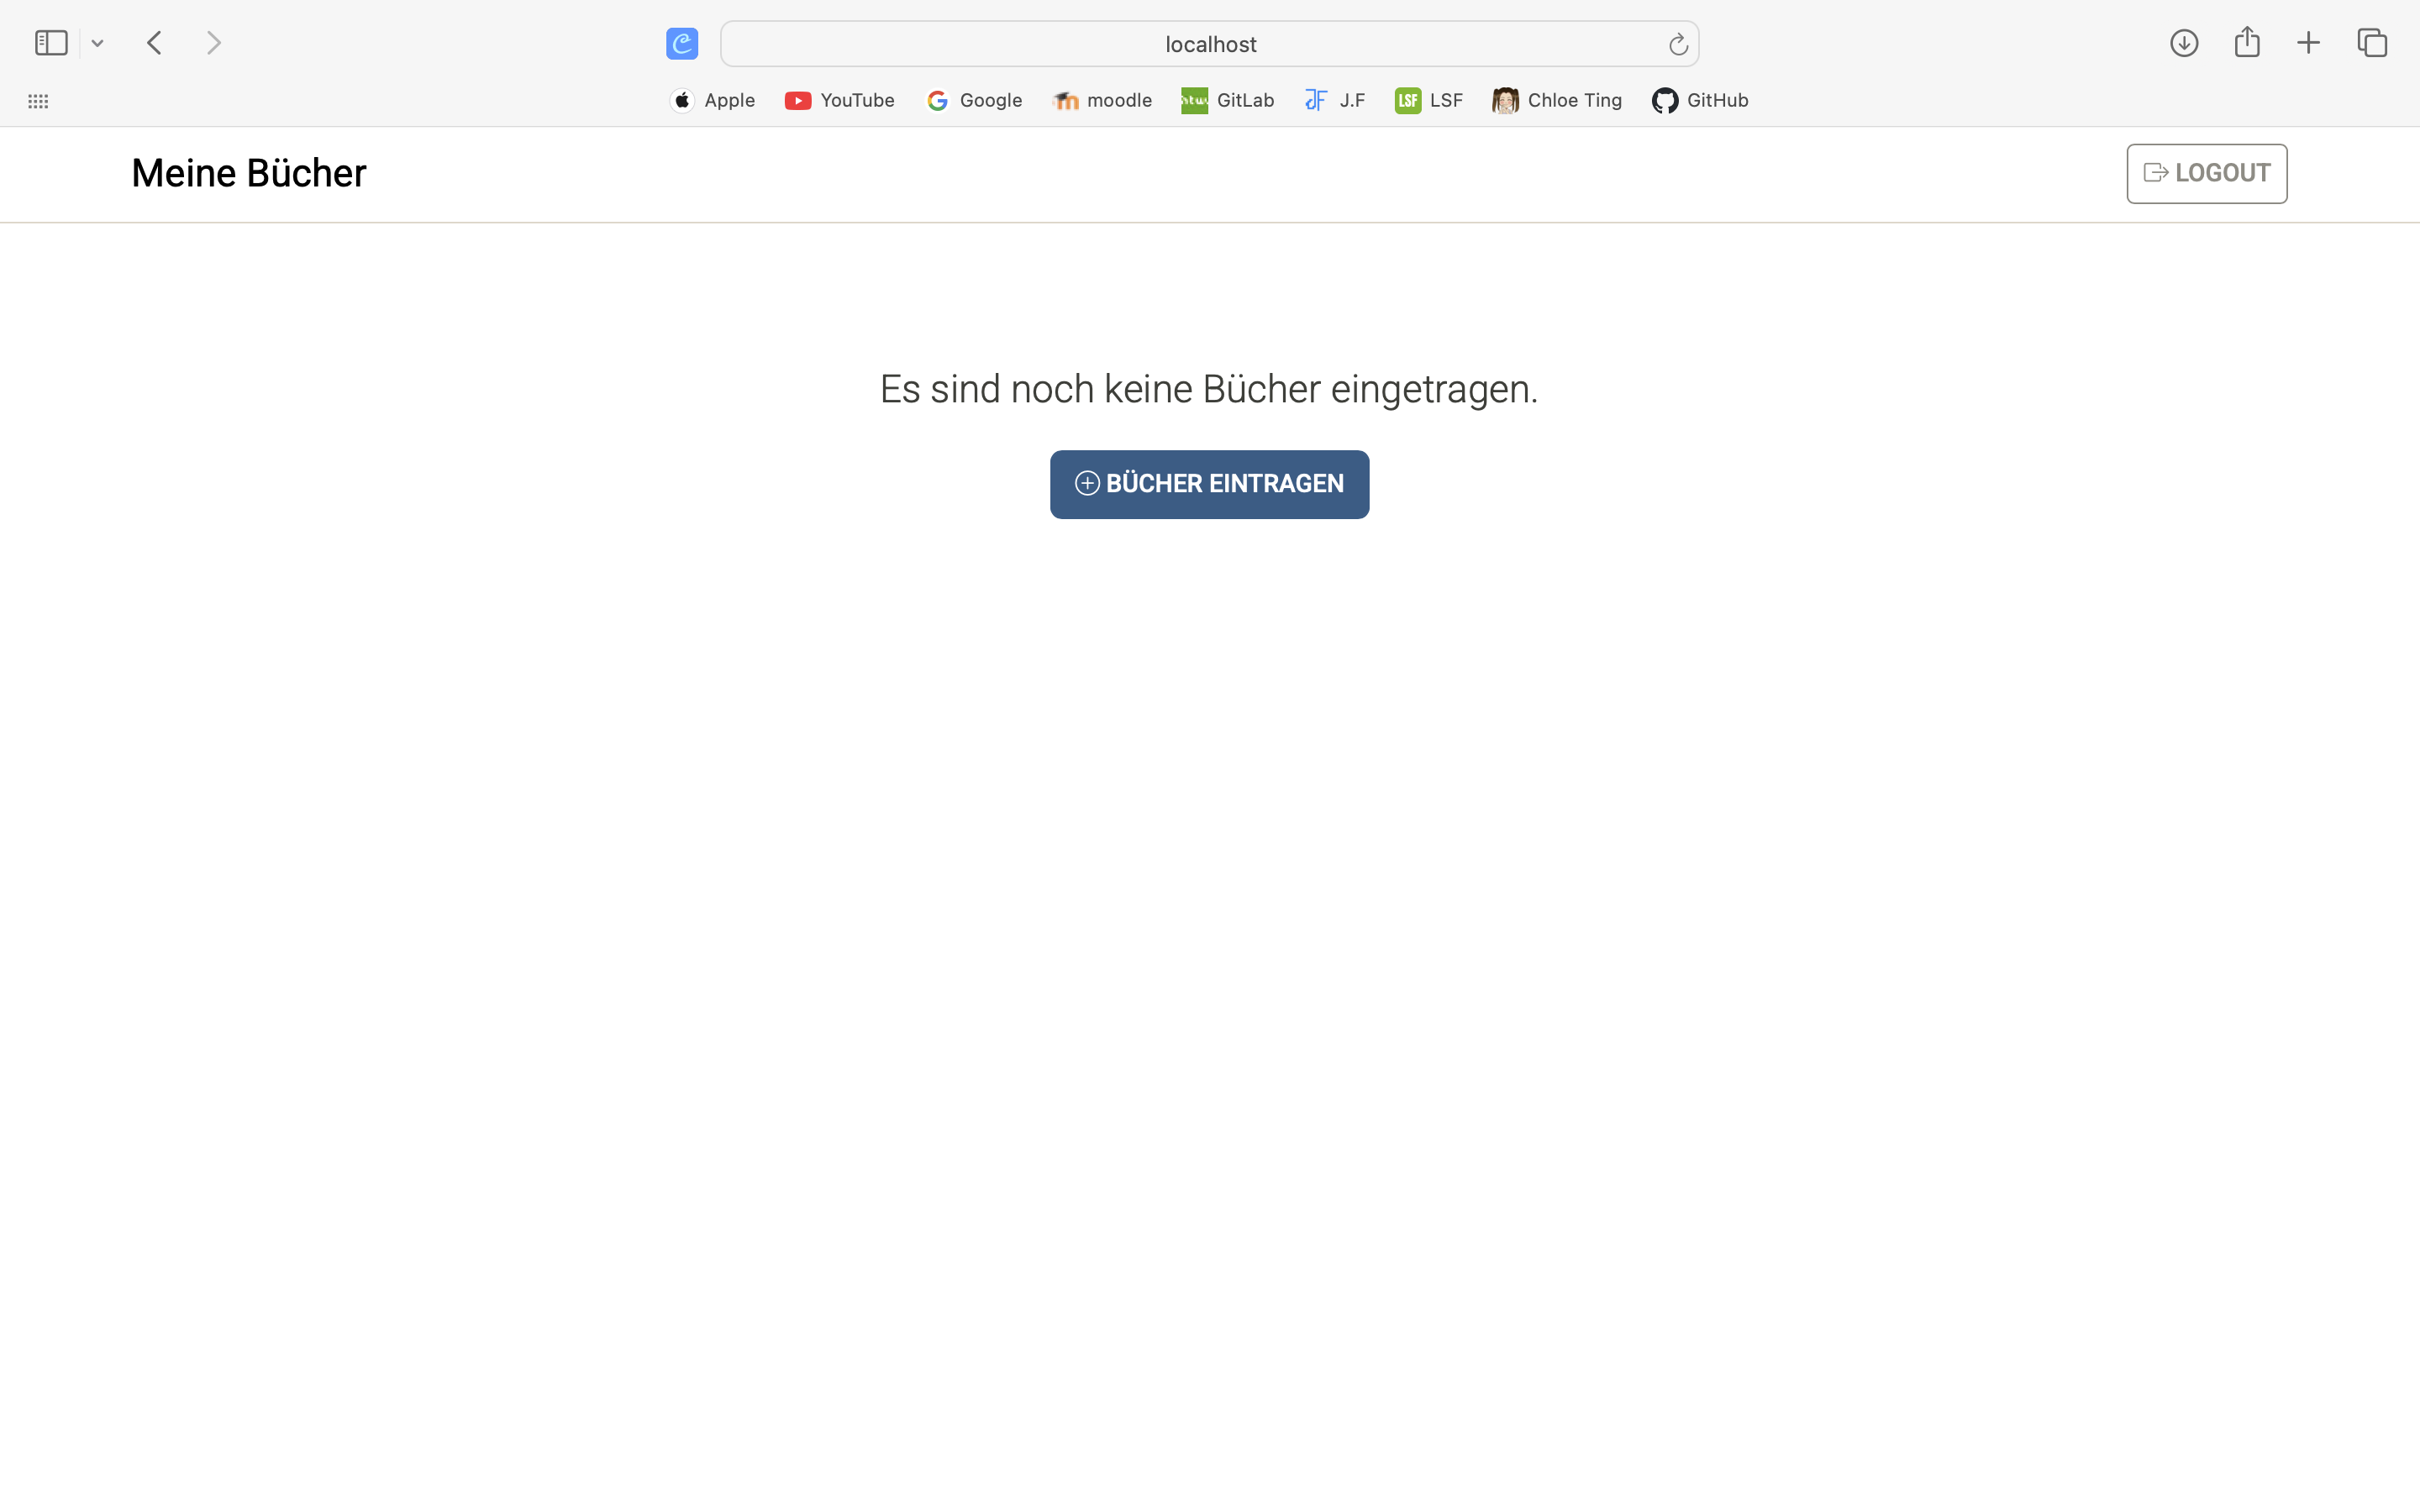 localhost
Apple YouTube Google moodle GitLab J.F LSF LSF Chloe Ting GitHub
Meine Bücher
LOGOUT
Es sind noch keine Bücher eingetragen.
BÜCHER EINTRAGEN